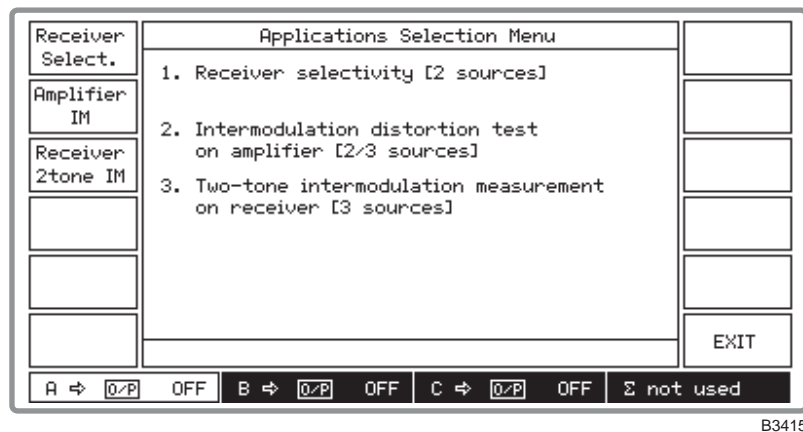 Receiver
Select.
Amplifier
IM
Receiver
2tone IM
Applications Selection Menu
1. Receiver selectivity [2 sources]
2. Intermodulation distortion test
on amplifier [2/3 sources]
3. Two-tone intermodulation measurement
on receiver [3 sources]
EXIT
A ⇨ O/P OFF B ⇨ O/P OFF C ⇨ O/P OFF Σ not used
B3415